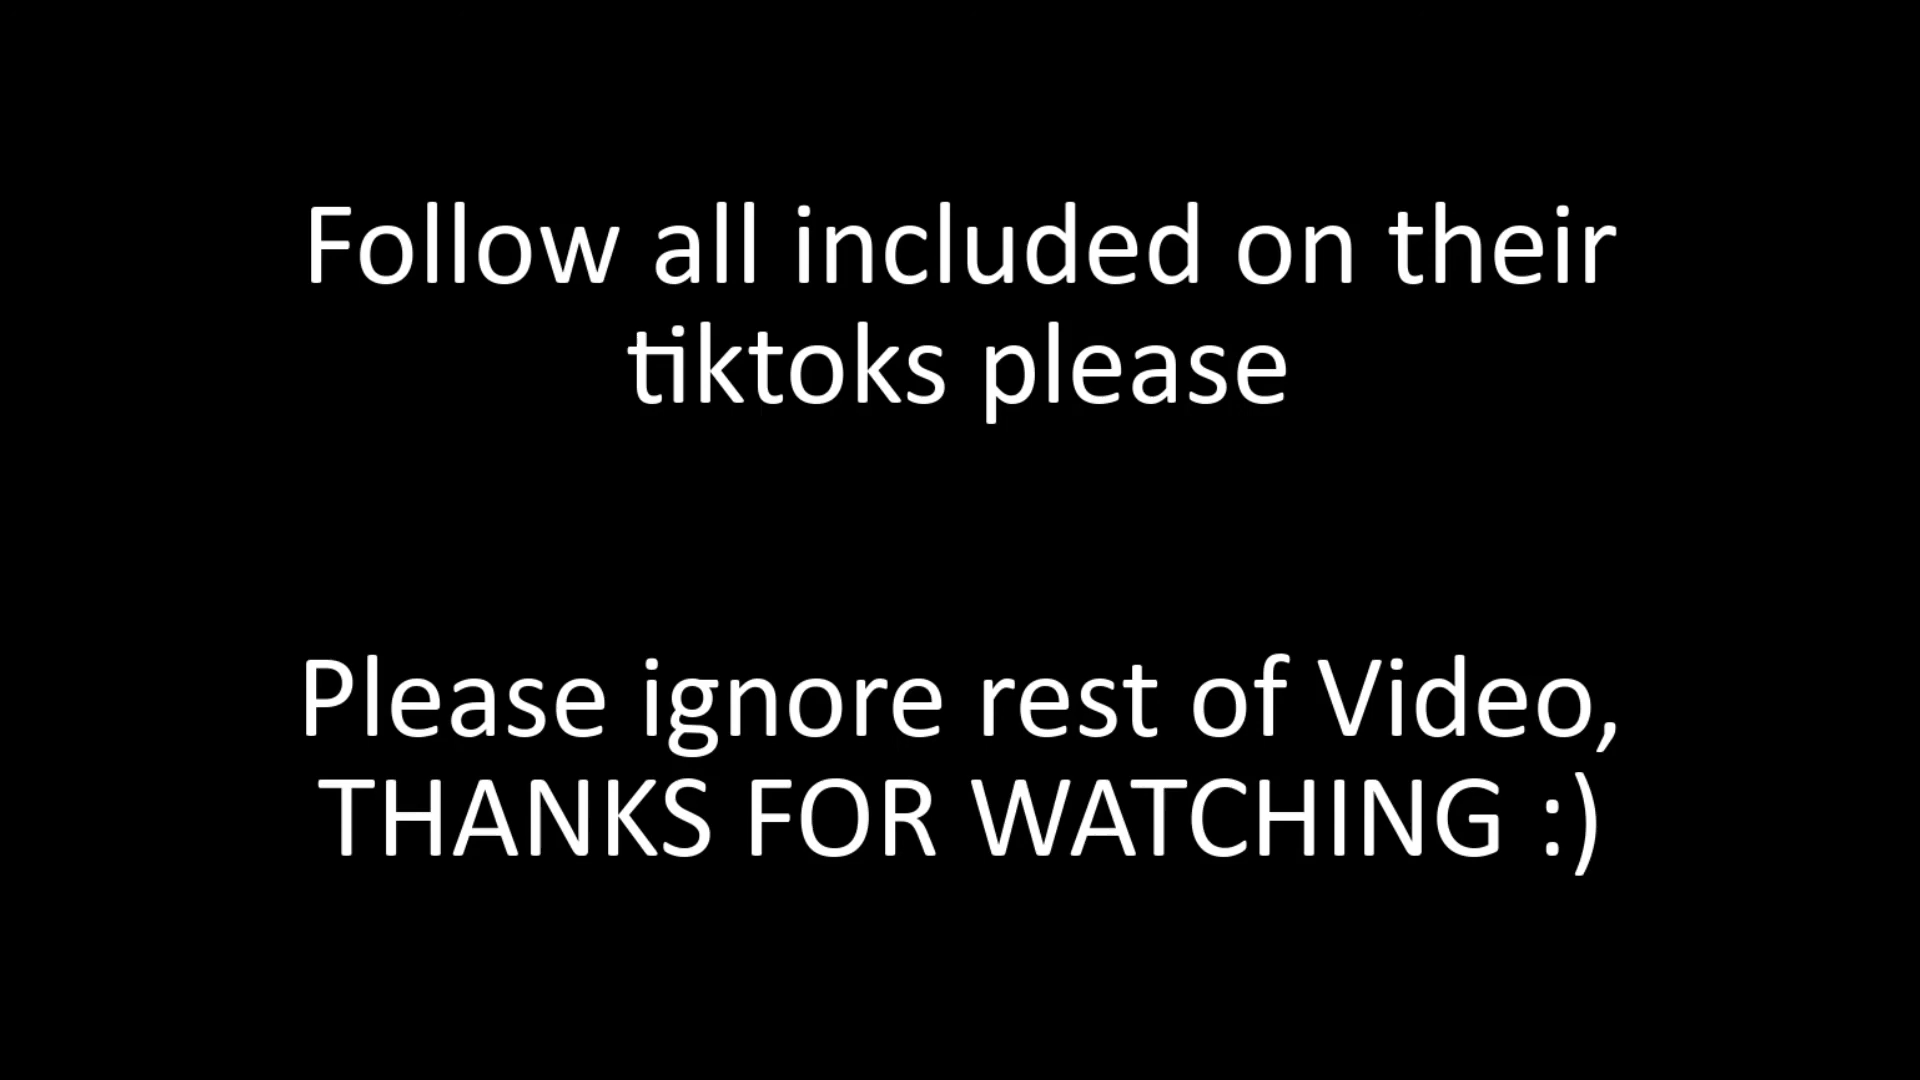 Follow all included on their
tiktoks please
Please ignore rest of Video,
THANKS FOR WATCHING :)